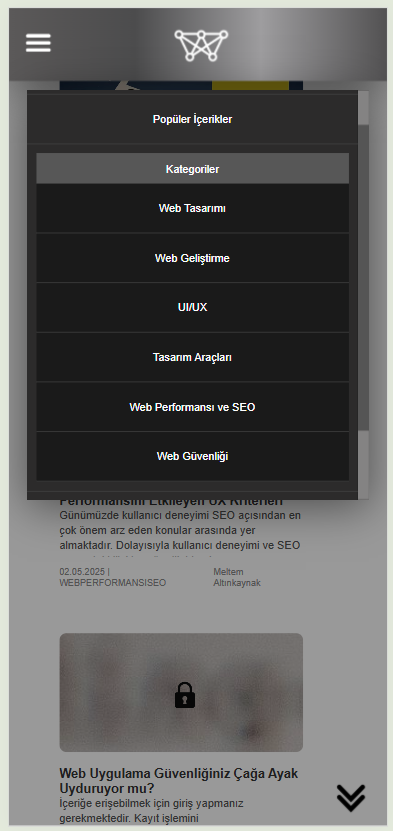 Popüler İçerikler
Kategoriler
Web Tasarımı
Web Geliştirme
UI/UX
Tasarım Araçları
Web Performansı ve SEO
Web Güvenliği
Performansını Etkileyen UX Kriterleri
Günümüzde kullanıcı deneyimi SEO açısından en
çok önem arz eden konular arasında yer
almaktadır. Dolayısıyla kullanıcı deneyimi ve SEO
02.05.2025 |
WEBPERFORMANSISEO
Meltem
Altınkaynak
Web Uygulama Güvenliğiniz Çağa Ayak
Uyduruyor mu?
İçeriğe erişebilmek için giriş yapmanız
gerekmektedir. Kayıt işlemini